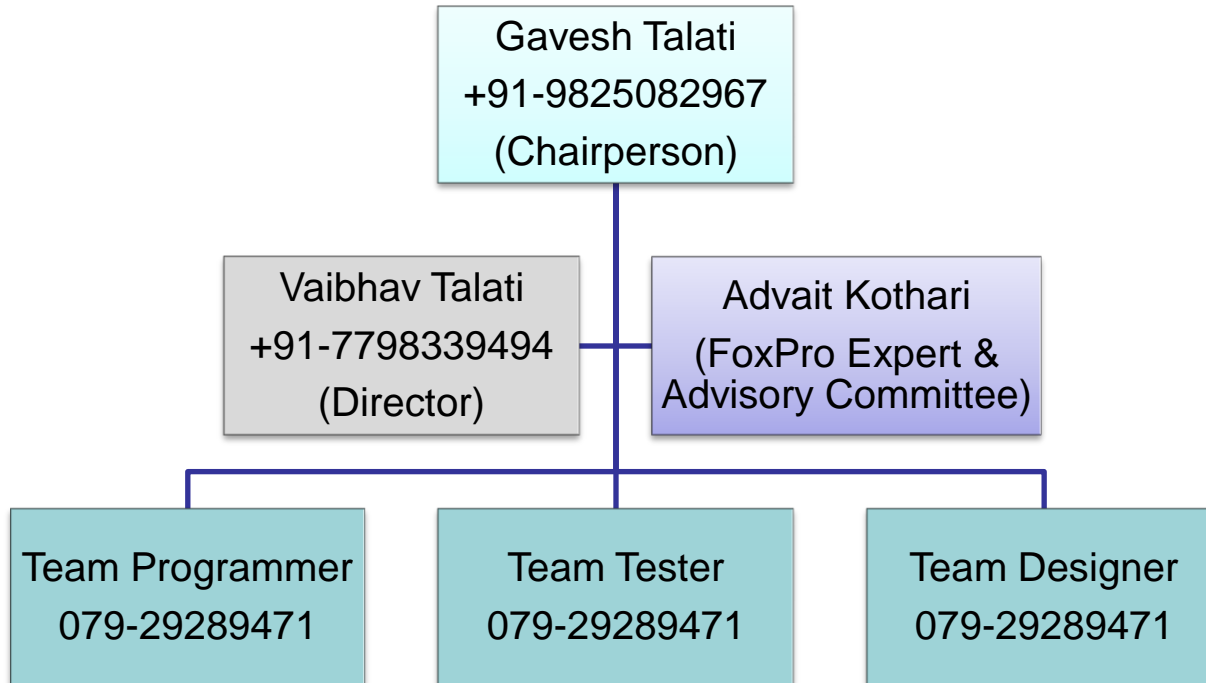 Gavesh Talati
+91-9825082967
(Chairperson)
Vaibhav Talati
+91-7798339494
(Director)
Advait Kothari
(FoxPro Expert &
Advisory Committee)
Team Programmer
079-29289471
Team Tester
079-29289471
Team Designer
079-29289471